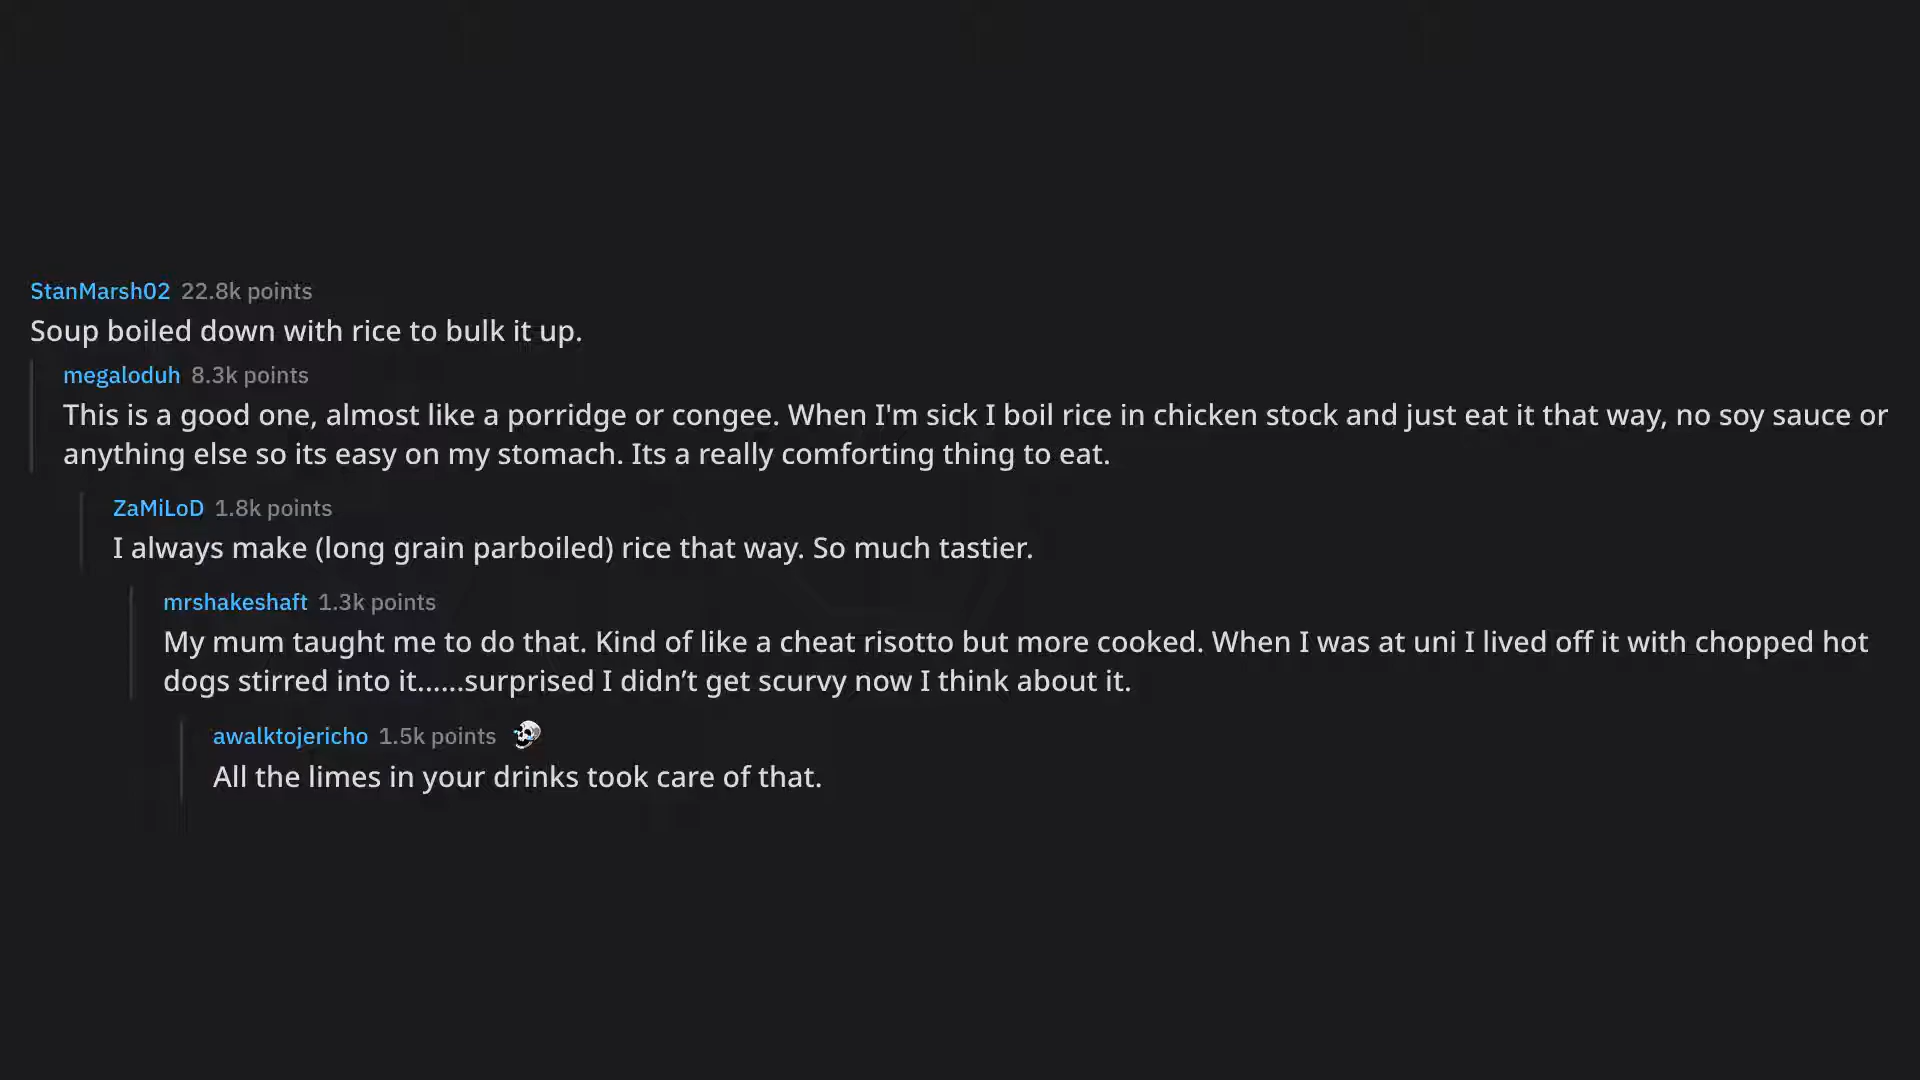 StanMarsh02 22.8k points
Soup boiled down with rice to bulk it up.
megaloduh 8.3k points
This is a good one, almost like a porridge or congee. When I'm sick I boil rice in chicken stock and just eat it that way, no soy sauce or
anything else so its easy on my stomach. Its a really comforting thing to eat.
ZaMiLoD 1.8k points
I always make (long grain parboiled) rice that way. So much tastier.
mrshakeshaft 1.3k points
My mum taught me to do that. Kind of like a cheat risotto but more cooked. When I was at uni I lived off it with chopped hot
dogs stirred into it......surprised I didn’t get scurvy now I think about it.
awalktojericho 1.5k points
All the limes in your drinks took care of that.